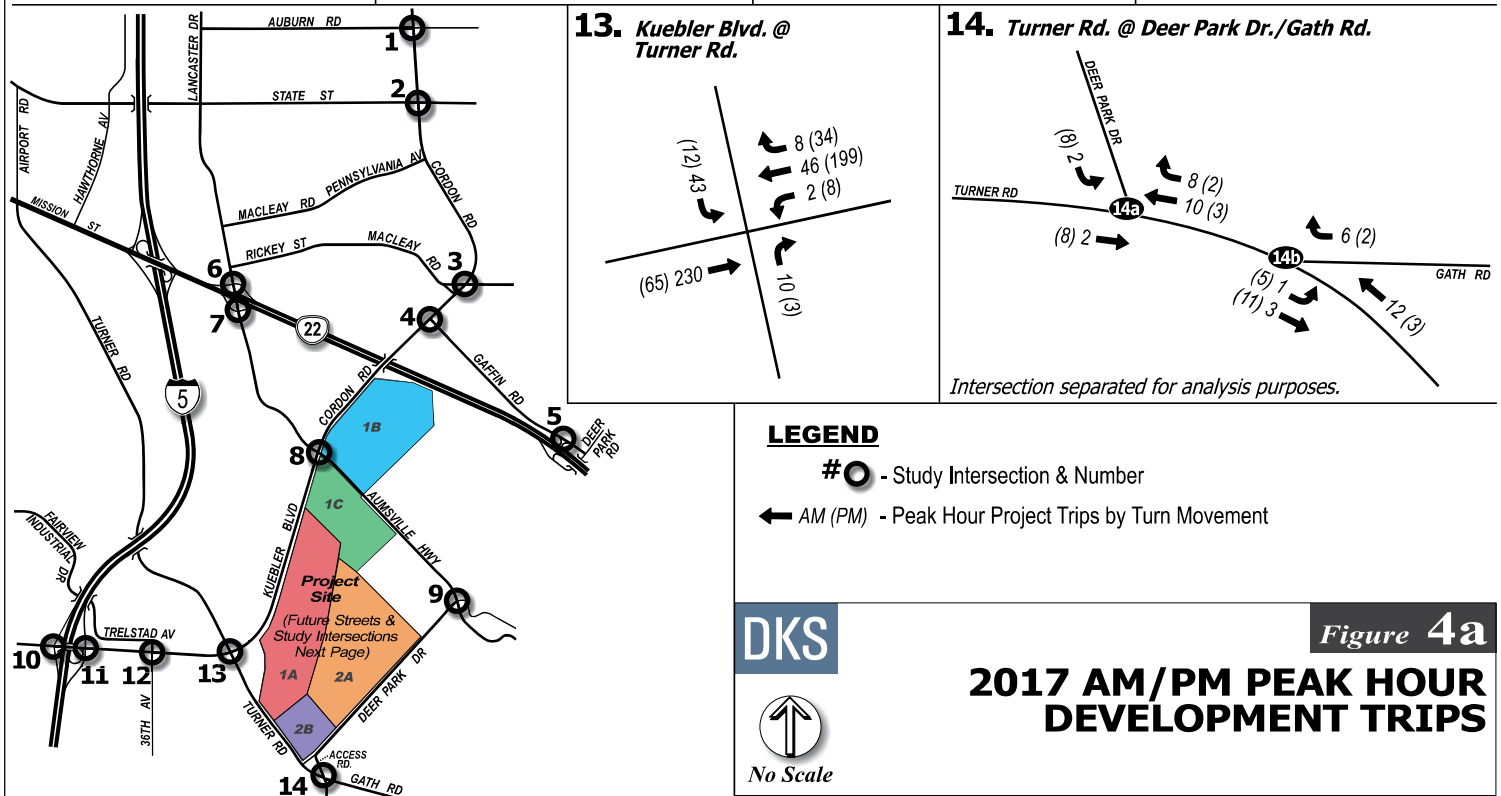 AUBURN RD
LANCASTER DR
1
2
STATE ST
AIRPORT RD
HAWTHORNE AV
MISSION ST
PENNSYLVANIA AV
CORDON RD
MACLEAY RD
RICKEY ST
MACLEAY RD
3
6
7
4
22
TURNER RD
5
GAFFIN RD
CORDON RD
1B
5
DEER PARK RD
8
1C
AUMSVILLE HWY
FAIRVIEW INDUSTRIAL DR
KUEBLER BLVD
Project
Site
(Future Streets &
Study Intersections
Next Page)
9
TRELSTAD AV
10
11
12
13
1A
2A
36TH AV
DEER PARK DR
TURNER RD
2B
ACCESS
RD.
14
GATH RD
13. Kuebler Blvd. @
Turner Rd.
(12) 43
8 (34)
46 (199)
2 (8)
(65) 230
10 (3)
14. Turner Rd. @ Deer Park Dr./Gath Rd.
DEER PARK DR
(8) 2
8 (2)
10 (3)
TURNER RD
14a
(8) 2
6 (2)
14b
GATH RD
(5) 1
(11) 3
12 (3)
Intersection separated for analysis purposes.
LEGEND
# - Study Intersection & Number
AM (PM) - Peak Hour Project Trips by Turn Movement
DKS
Figure 4a
2017 AM/PM PEAK HOUR
DEVELOPMENT TRIPS
No Scale